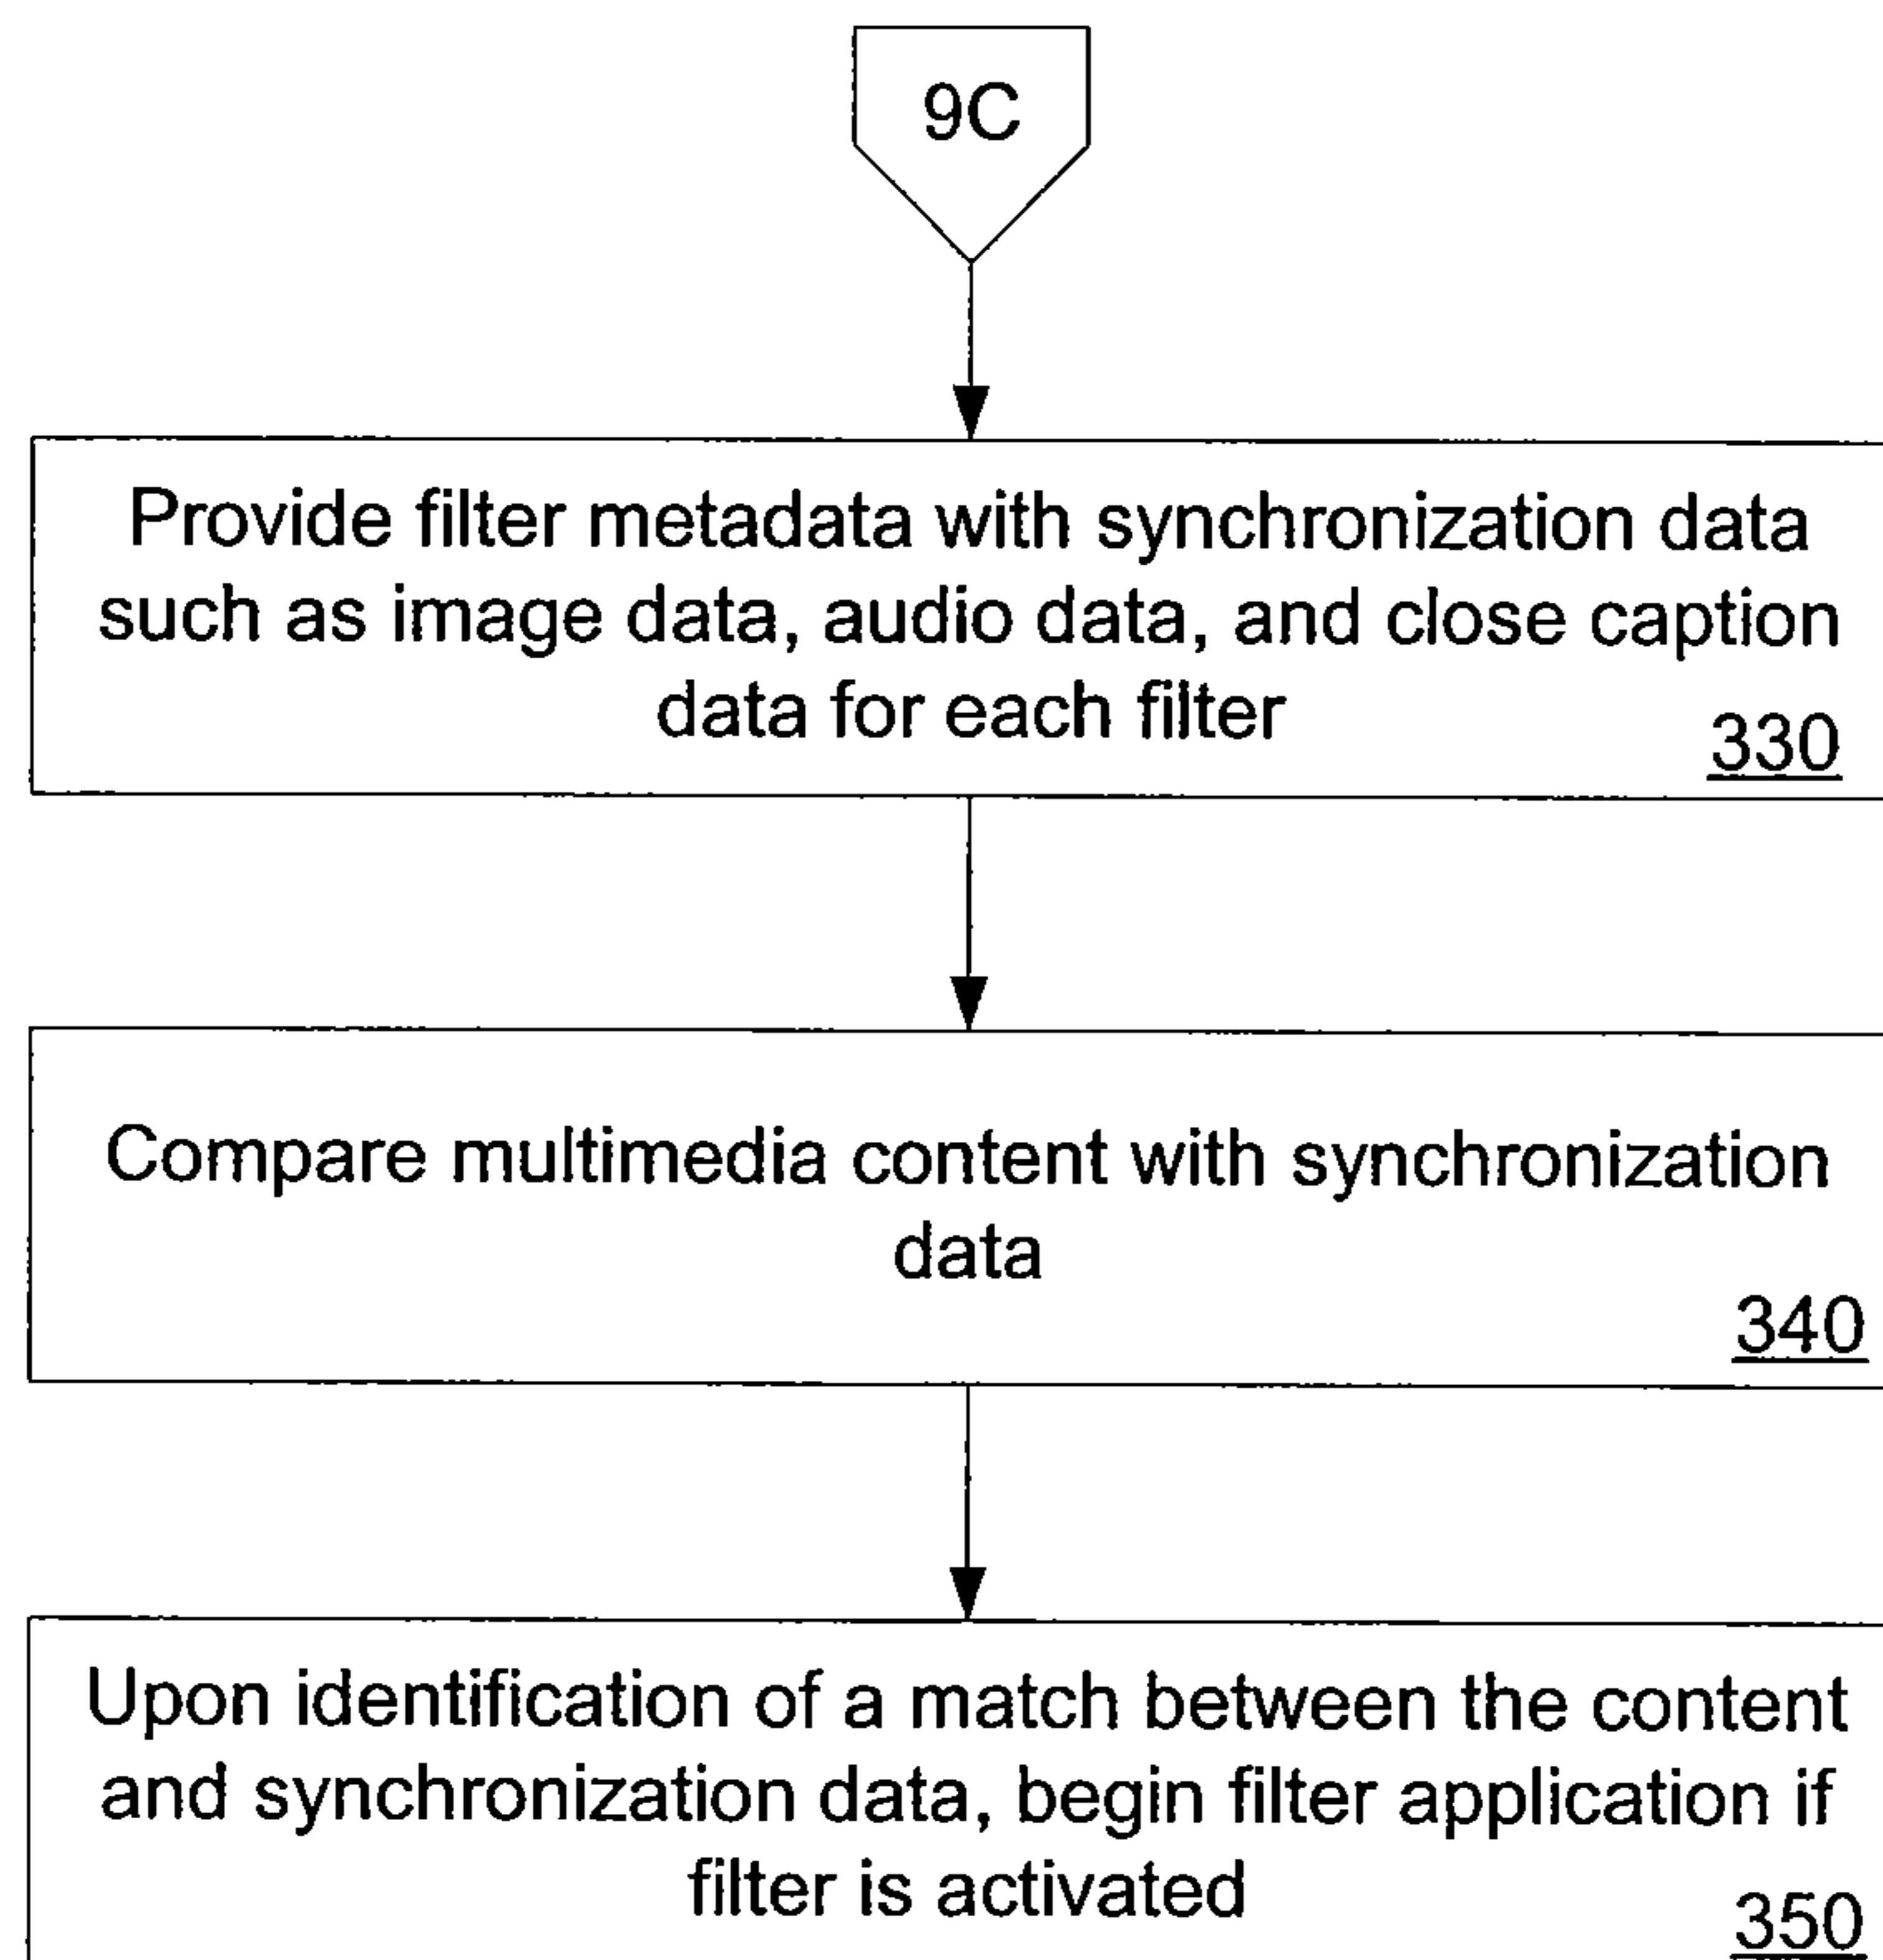 9C
Provide filter metadata with synchronization data
such as image data, audio data, and close caption
data for each filter
330
Compare multimedia content with synchronization
data
340
Upon identification of a match between the content
and synchronization data, begin filter application if
filter is activated
350